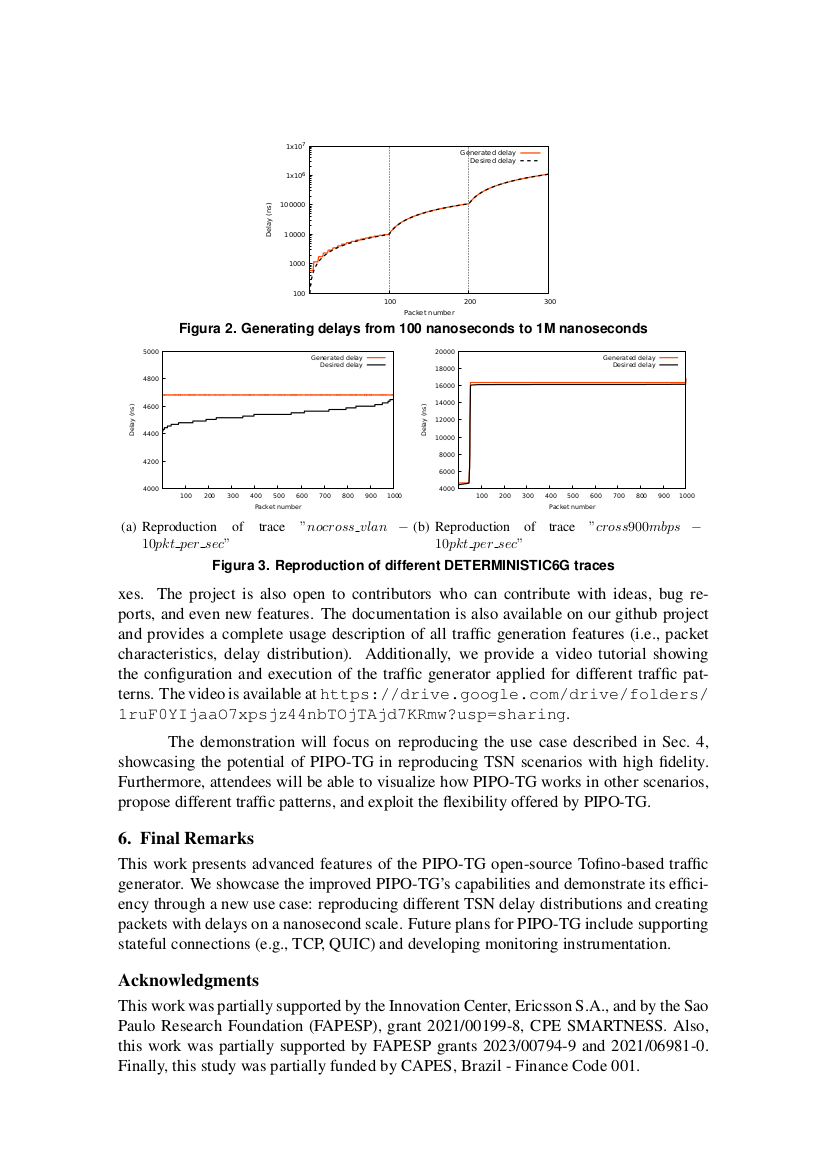 1x10^7
1x10^6
100000
10000
1000
100
Delay (ns)
Generated delay
Desired delay
100 200 300
Packet number
Figura 2. Generating delays from 100 nanoseconds to 1M nanoseconds
5000
4800
4600
4400
4200
4000
Delay (ns)
Generated delay
Desired delay
100 200 300 400 500 600 700 800 900 1000
Packet number
20000
18000
16000
14000
12000
10000
8000
6000
4000
Delay (ns)
Generated delay
Desired delay
100 200 300 400 500 600 700 800 900 1000
Packet number
(a) Reproduction of trace ”nocross_vlan −
10pkt_per_sec”
(b) Reproduction of trace ”cross900mbps −
10pkt_per_sec”
Figura 3. Reproduction of different DETERMINISTIC6G traces
xes. The project is also open to contributors who can contribute with ideas, bug re-
ports, and even new features. The documentation is also available on our github project
and provides a complete usage description of all traffic generation features (i.e., packet
characteristics, delay distribution). Additionally, we provide a video tutorial showing
the configuration and execution of the traffic generator applied for different traffic pat-
terns. The video is available at https://drive.google.com/drive/folders/
1ruF0YIjaaO7xpsjz44nbTOjTAjd7KRmw?usp=sharing.
The demonstration will focus on reproducing the use case described in Sec. 4,
showcasing the potential of PIPO-TG in reproducing TSN scenarios with high fidelity.
Furthermore, attendees will be able to visualize how PIPO-TG works in other scenarios,
propose different traffic patterns, and exploit the flexibility offered by PIPO-TG.
6. Final Remarks
This work presents advanced features of the PIPO-TG open-source Tofino-based traffic
generator. We showcase the improved PIPO-TG's capabilities and demonstrate its effici-
ency through a new use case: reproducing different TSN delay distributions and creating
packets with delays on a nanosecond scale. Future plans for PIPO-TG include supporting
stateful connections (e.g., TCP, QUIC) and developing monitoring instrumentation.
Acknowledgments
This work was partially supported by the Innovation Center, Ericsson S.A., and by the Sao
Paulo Research Foundation (FAPESP), grant 2021/00199-8, CPE SMARTNESS. Also,
this work was partially supported by FAPESP grants 2023/00794-9 and 2021/06981-0.
Finally, this study was partially funded by CAPES, Brazil - Finance Code 001.